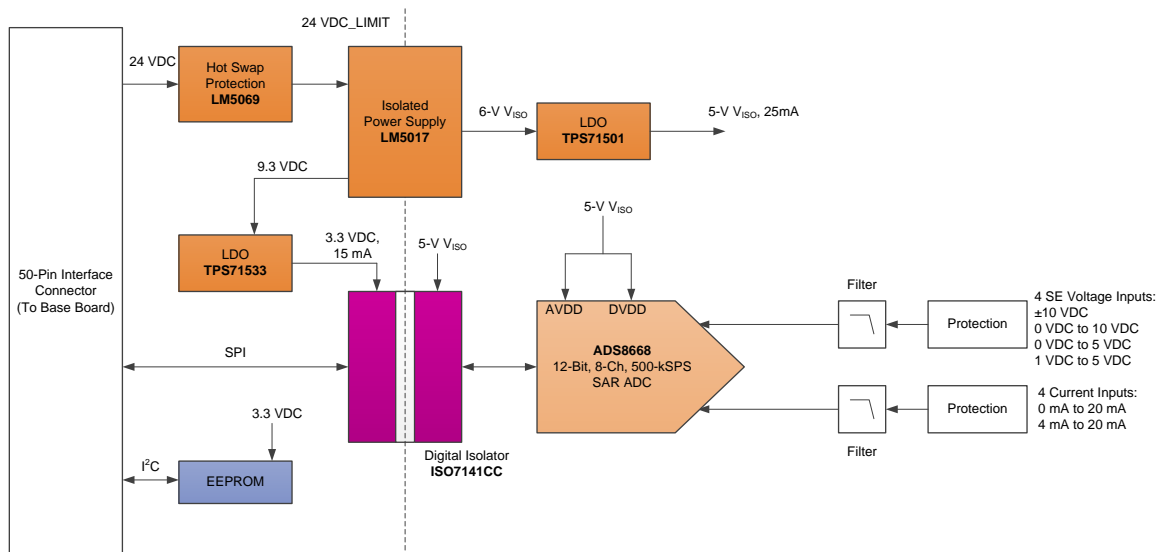 24 VDC_LIMIT
24 VDC
Hot Swap
Protection
LM5069
Isolated
Power Supply
LM5017
6-V VISO
LDO
TPS71501
5-V VISO, 25mA
9.3 VDC
LDO
TPS71533
3.3 VDC,
15 mA
5-V VISO
5-V VISO
50-Pin Interface
Connector
(To Base Board)
AVDD DVDD
ADS8668
12-Bit, 8-Ch, 500-kSPS
SAR ADC
Filter
Protection
4 SE Voltage Inputs:
±10 VDC
0 VDC to 10 VDC
0 VDC to 5 VDC
1 VDC to 5 VDC
SPI
Filter
Protection
4 Current Inputs:
0 mA to 20 mA
4 mA to 20 mA
3.3 VDC
I²C
EEPROM
Digital Isolator
ISO7141CC